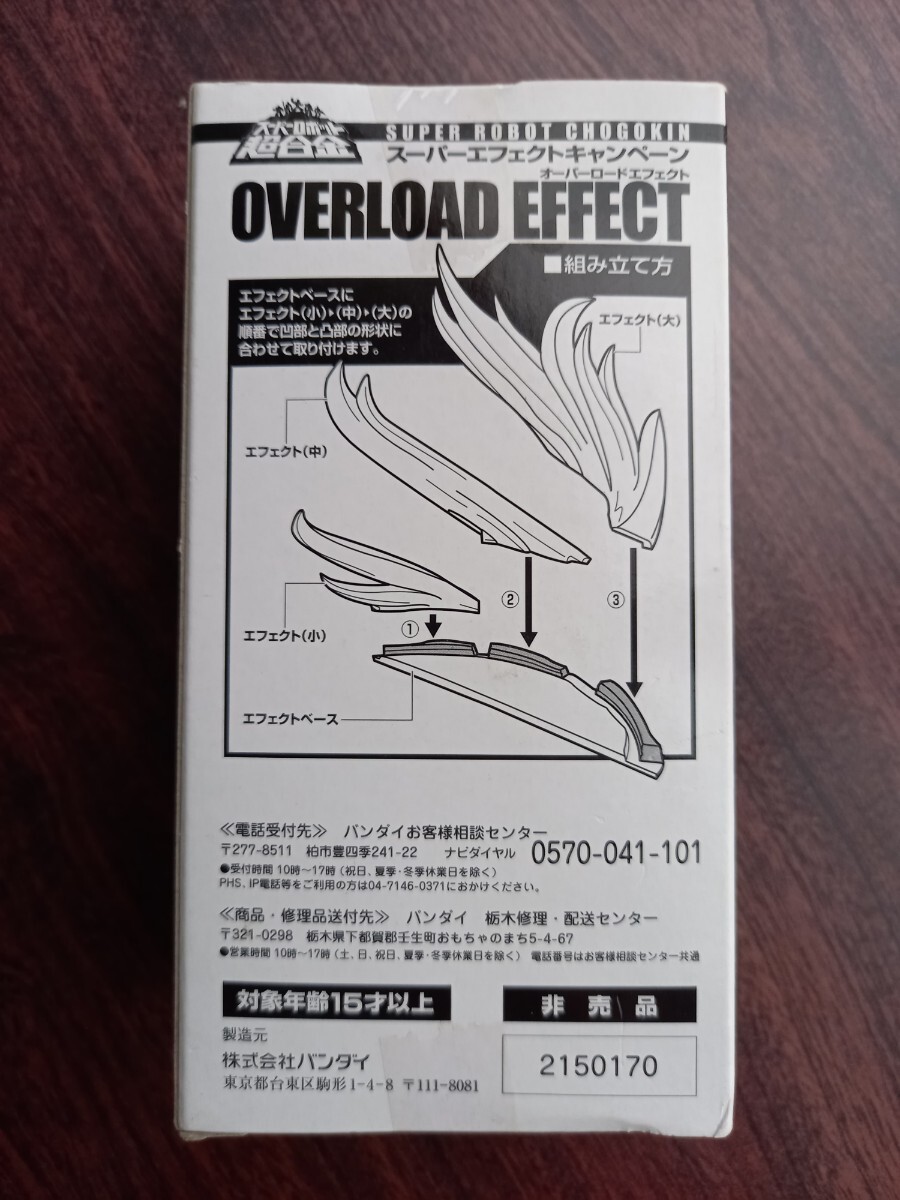 スーパーロボット
超合金
SUPER ROBOT CHOGOKIN
スーパーエフェクトキャンペーン
オーバーロードエフェクト
OVERLOAD EFFECT
■組み立て方
エフェクトベースに
エフェクト(小)▸(中)▸(大)の
順番で凹部と凸部の形状に
合わせて取り付けます。
エフェクト(大)
エフェクト(中)
エフェクト(小)
①
②
③
エフェクトベース
≪電話受付先≫ バンダイお客様相談センター
〒277-8511 柏市豊四季241-22 ナビダイヤル 0570-041-101
●受付時間 10時〜17時(祝日、夏季・冬季休業日を除く)
PHS、IP電話等をご利用の方は04-7146-0371におかけください。
≪商品・修理品送付先≫ バンダイ 栃木修理・配送センター
〒321-0298 栃木県下都賀郡壬生町おもちゃのまち5-4-67
●営業時間 10時〜17時(土、日、祝日、夏季・冬季休業日を除く) 電話番号はお客様相談センター共通
対象年齢15才以上
非売品
製造元
株式会社バンダイ
東京都台東区駒形1-4-8 〒111-8081
2150170